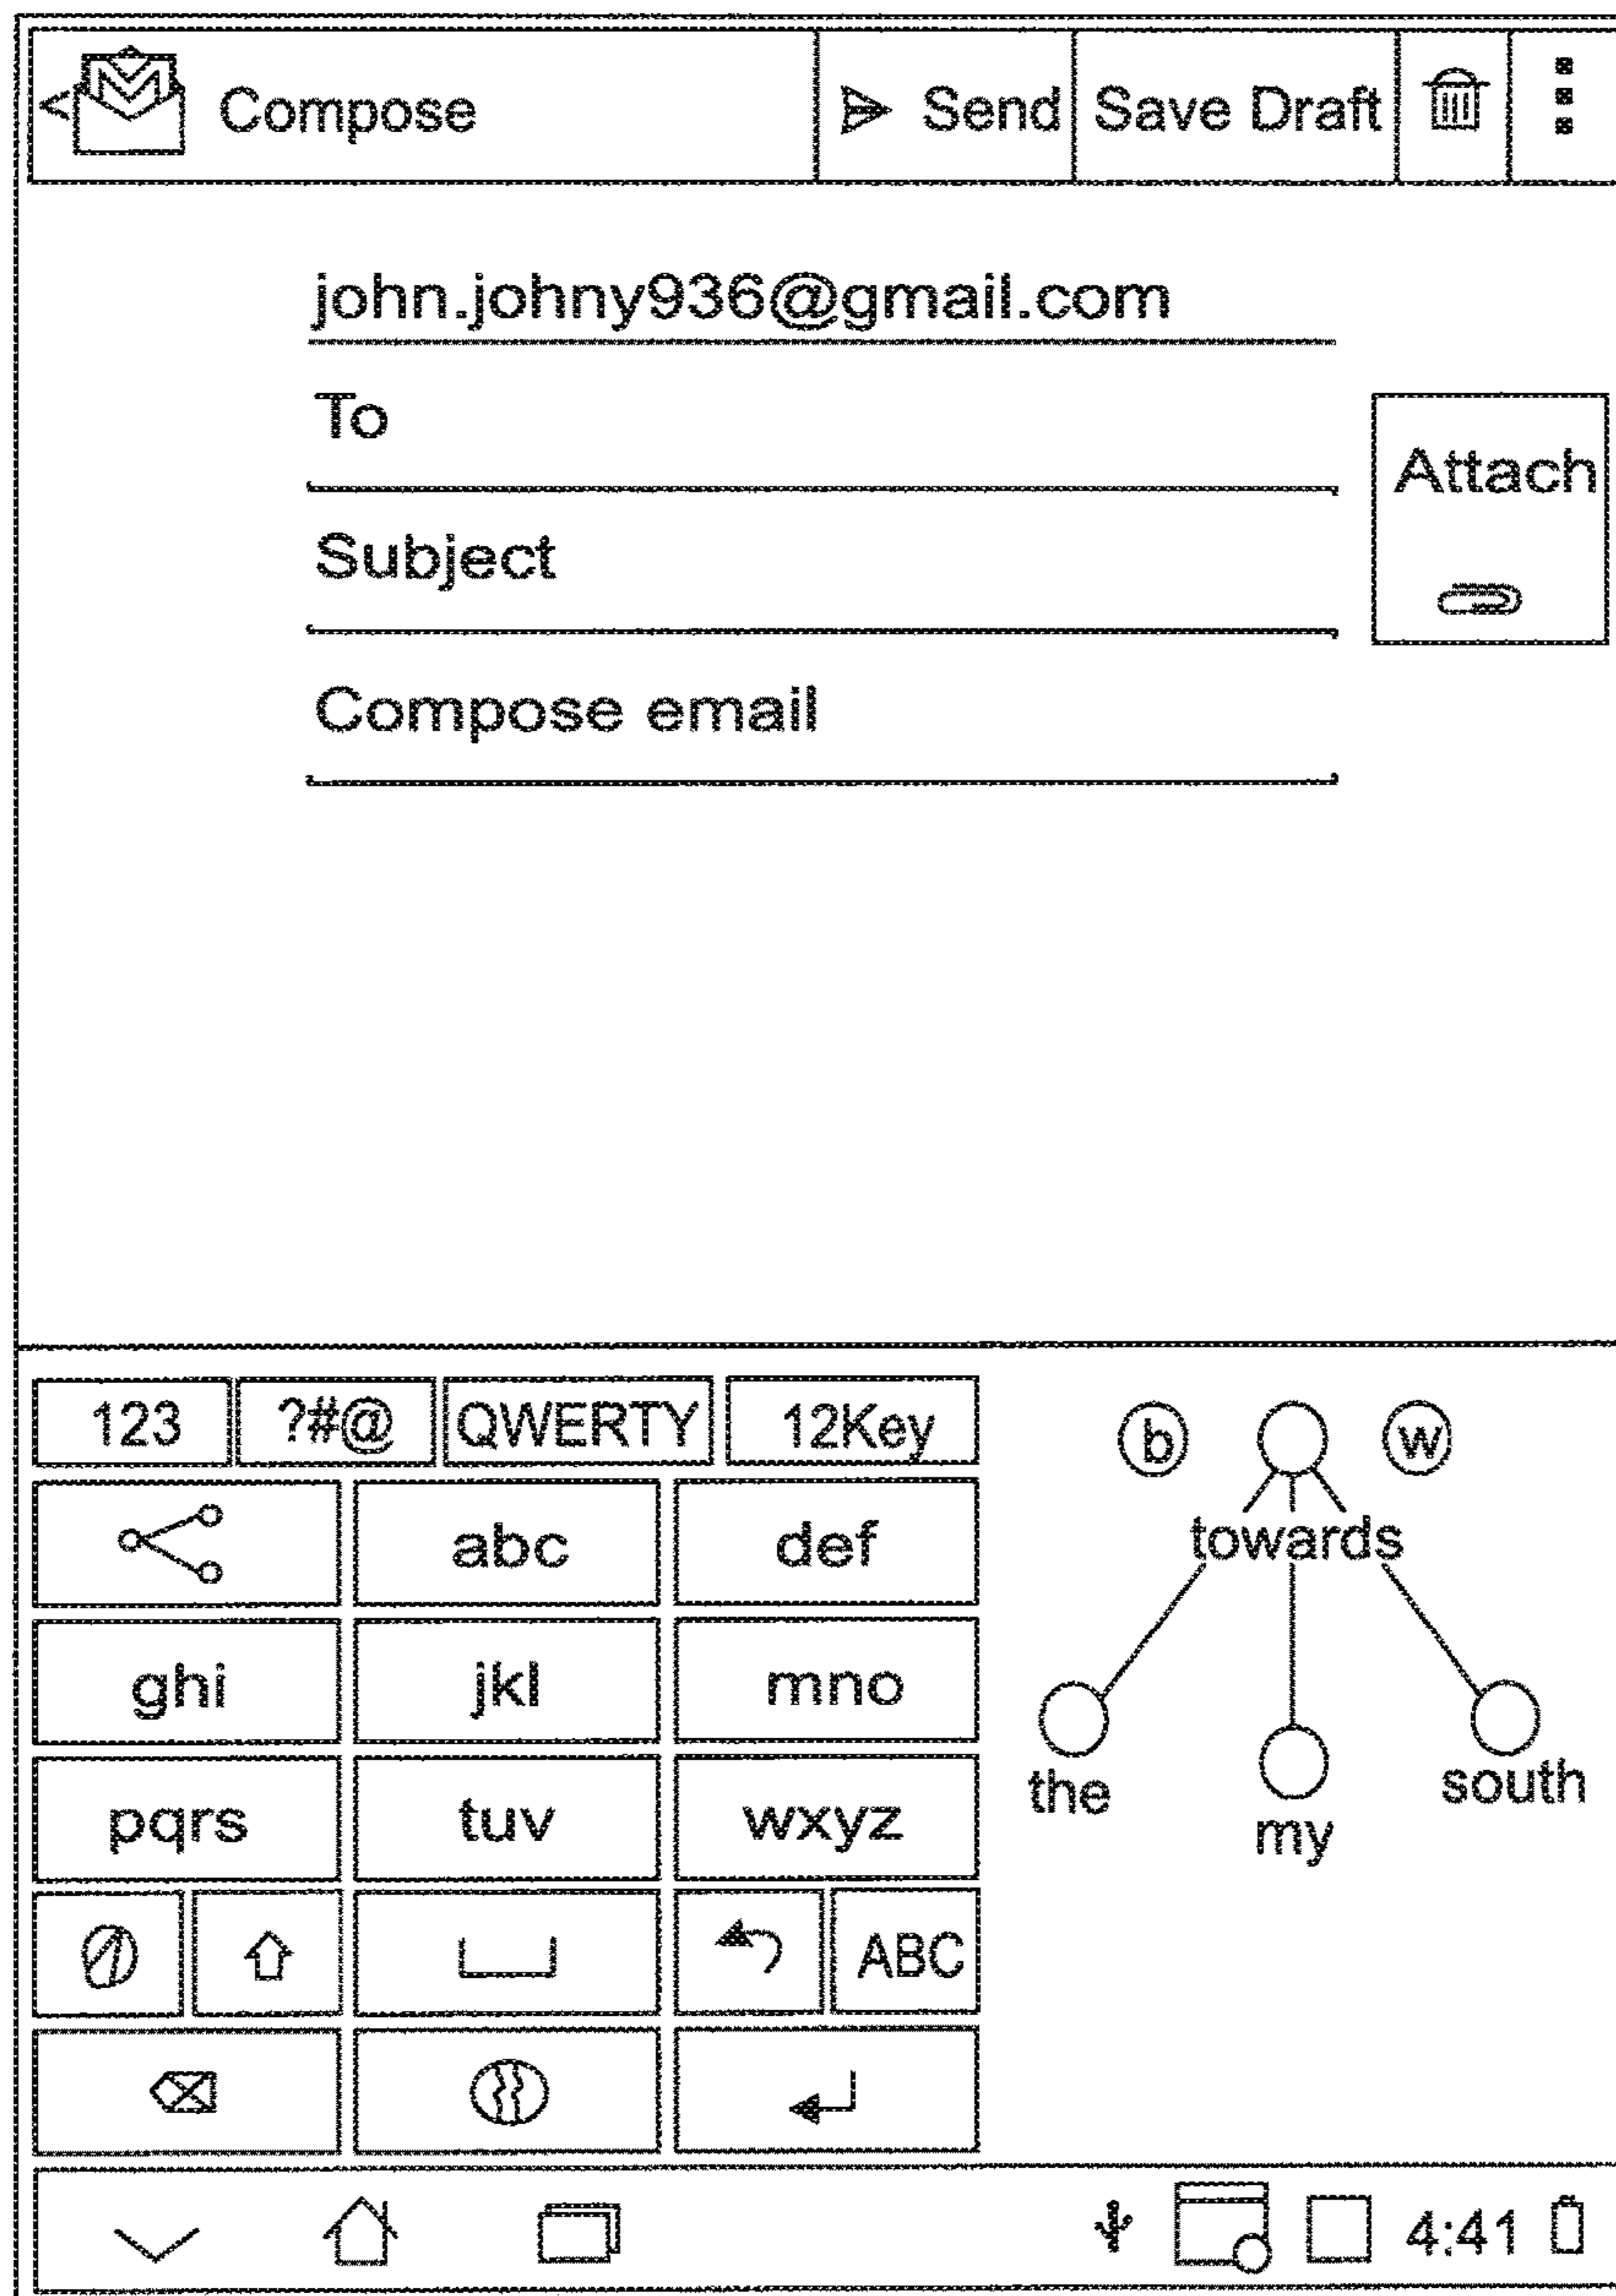 < Compose Send Save Draft
john.johny936@gmail.com
To
Attach
Subject
Compose email
123 ?#@ QWERTY 12Key
b w
abc def
towards
ghi jkl mno
the my south
pqrs tuv wxyz
ABC
4:41